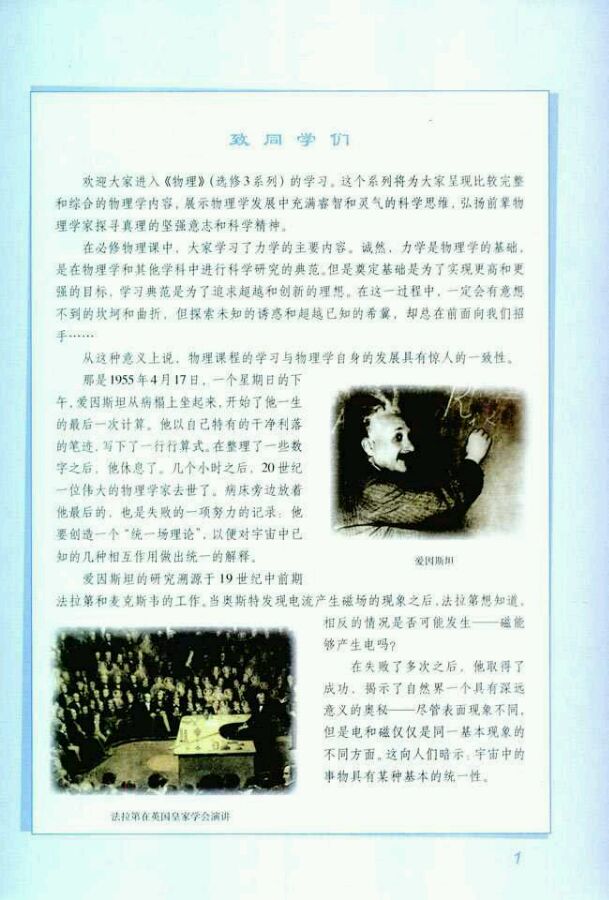 致同学们
欢迎大家进入《物理》(选修3系列)的学习。这个系列将为大家呈现比较完整
和综合的物理学内容,展示物理学发展中充满睿智和灵气的科学思维,弘扬前辈物
理学家探寻真理的坚强意志和科学精神。
在必修物理课中,大家学习了力学的主要内容。诚然,力学是物理学的基础,
是在物理学和其他学科中进行科学研究的典范。但是奠定基础是为了实现更高和更
强的目标,学习典范是为了追求超越和创新的理想。在这一过程中,一定会有意想
不到的坎坷和曲折,但探索未知的诱惑和超越已知的希冀,却总在前面向我们招
手……
从这种意义上说,物理课程的学习与物理学自身的发展具有惊人的一致性。
那是1955年4月17日,一个星期日的下
午,爱因斯坦从病榻上坐起来,开始了他一生
的最后一次计算。他以自己特有的干净利落
的笔迹,写下了一行行算式。在整理了一些数
字之后,他休息了。几个小时之后,20世纪
一位伟大的物理学家去世了。病床旁边放着
他最后的、也是失败的一项努力的记录:他
要创造一个“统一场理论”,以便对宇宙中已
知的几种相互作用做出统一的解释。
爱因斯坦
爱因斯坦的研究溯源于19世纪中前期
法拉第和麦克斯韦的工作。当奥斯特发现电流产生磁场的现象之后,法拉第想知道,
相反的情况是否可能发生——磁能
够产生电吗?
在失败了多次之后,他取得了
成功,揭示了自然界一个具有深远
意义的奥秘——尽管表面现象不同,
但是电和磁仅仅是同一基本现象的
不同方面。这向人们暗示:宇宙中的
事物具有某种基本的统一性。
法拉第在英国皇家学会演讲
1